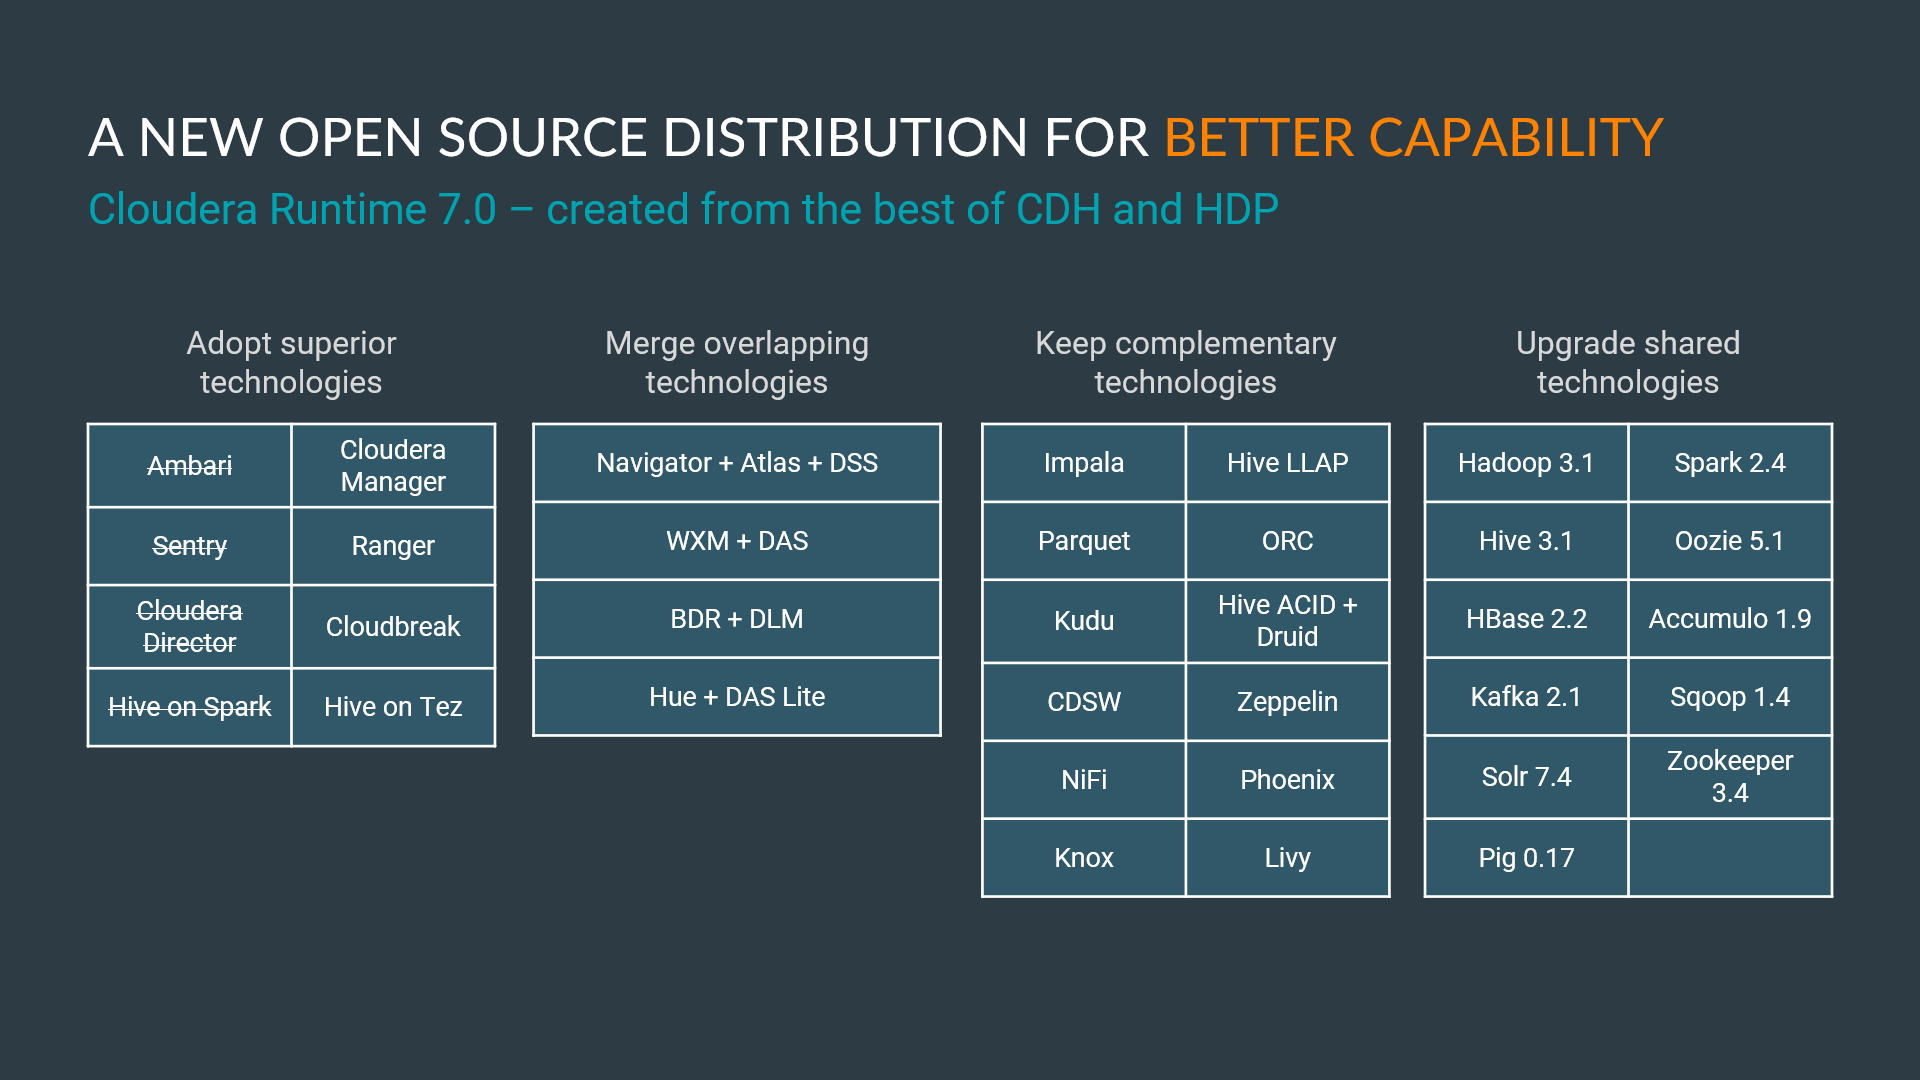 A NEW OPEN SOURCE DISTRIBUTION FOR BETTER CAPABILITY
Cloudera Runtime 7.0 – created from the best of CDH and HDP
Adopt superior
technologies
Ambari
Cloudera
Manager
Sentry
Ranger
Cloudera
Director
Cloudbreak
Hive on Spark
Hive on Tez
Merge overlapping
technologies
Navigator + Atlas + DSS
WXM + DAS
BDR + DLM
Hue + DAS Lite
Keep complementary
technologies
Impala
Hive LLAP
Parquet
ORC
Kudu
Hive ACID +
Druid
CDSW
Zeppelin
NiFi
Phoenix
Knox
Livy
Upgrade shared
technologies
Hadoop 3.1
Spark 2.4
Hive 3.1
Oozie 5.1
HBase 2.2
Accumulo 1.9
Kafka 2.1
Sqoop 1.4
Solr 7.4
Zookeeper
3.4
Pig 0.17